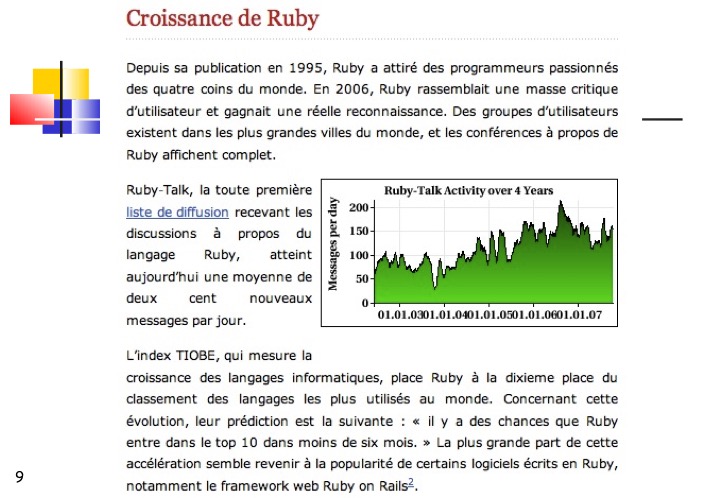 Croissance de Ruby
Depuis sa publication en 1995, Ruby a attiré des programmeurs passionnés
des quatre coins du monde. En 2006, Ruby rassemblait une masse critique
d'utilisateur et gagnait une réelle reconnaissance. Des groupes d'utilisateurs
existent dans les plus grandes villes du monde, et les conférences à propos de
Ruby affichent complet.
Ruby-Talk, la toute première
liste de diffusion recevant les
discussions à propos du
langage Ruby, atteint
aujourd'hui une moyenne de
deux cent nouveaux
messages par jour.
Ruby-Talk Activity over 4 Years
Messages per day
200
150
100
50
0
01.01.03 01.01.04 01.01.05 01.01.06 01.01.07
L'index TIOBE, qui mesure la
croissance des langages informatiques, place Ruby à la dixieme place du
classement des langages les plus utilisés au monde. Concernant cette
évolution, leur prédiction est la suivante : « il y a des chances que Ruby
entre dans le top 10 dans moins de six mois. » La plus grande part de cette
accélération semble revenir à la popularité de certains logiciels écrits en Ruby,
notamment le framework web Ruby on Rails2.
9